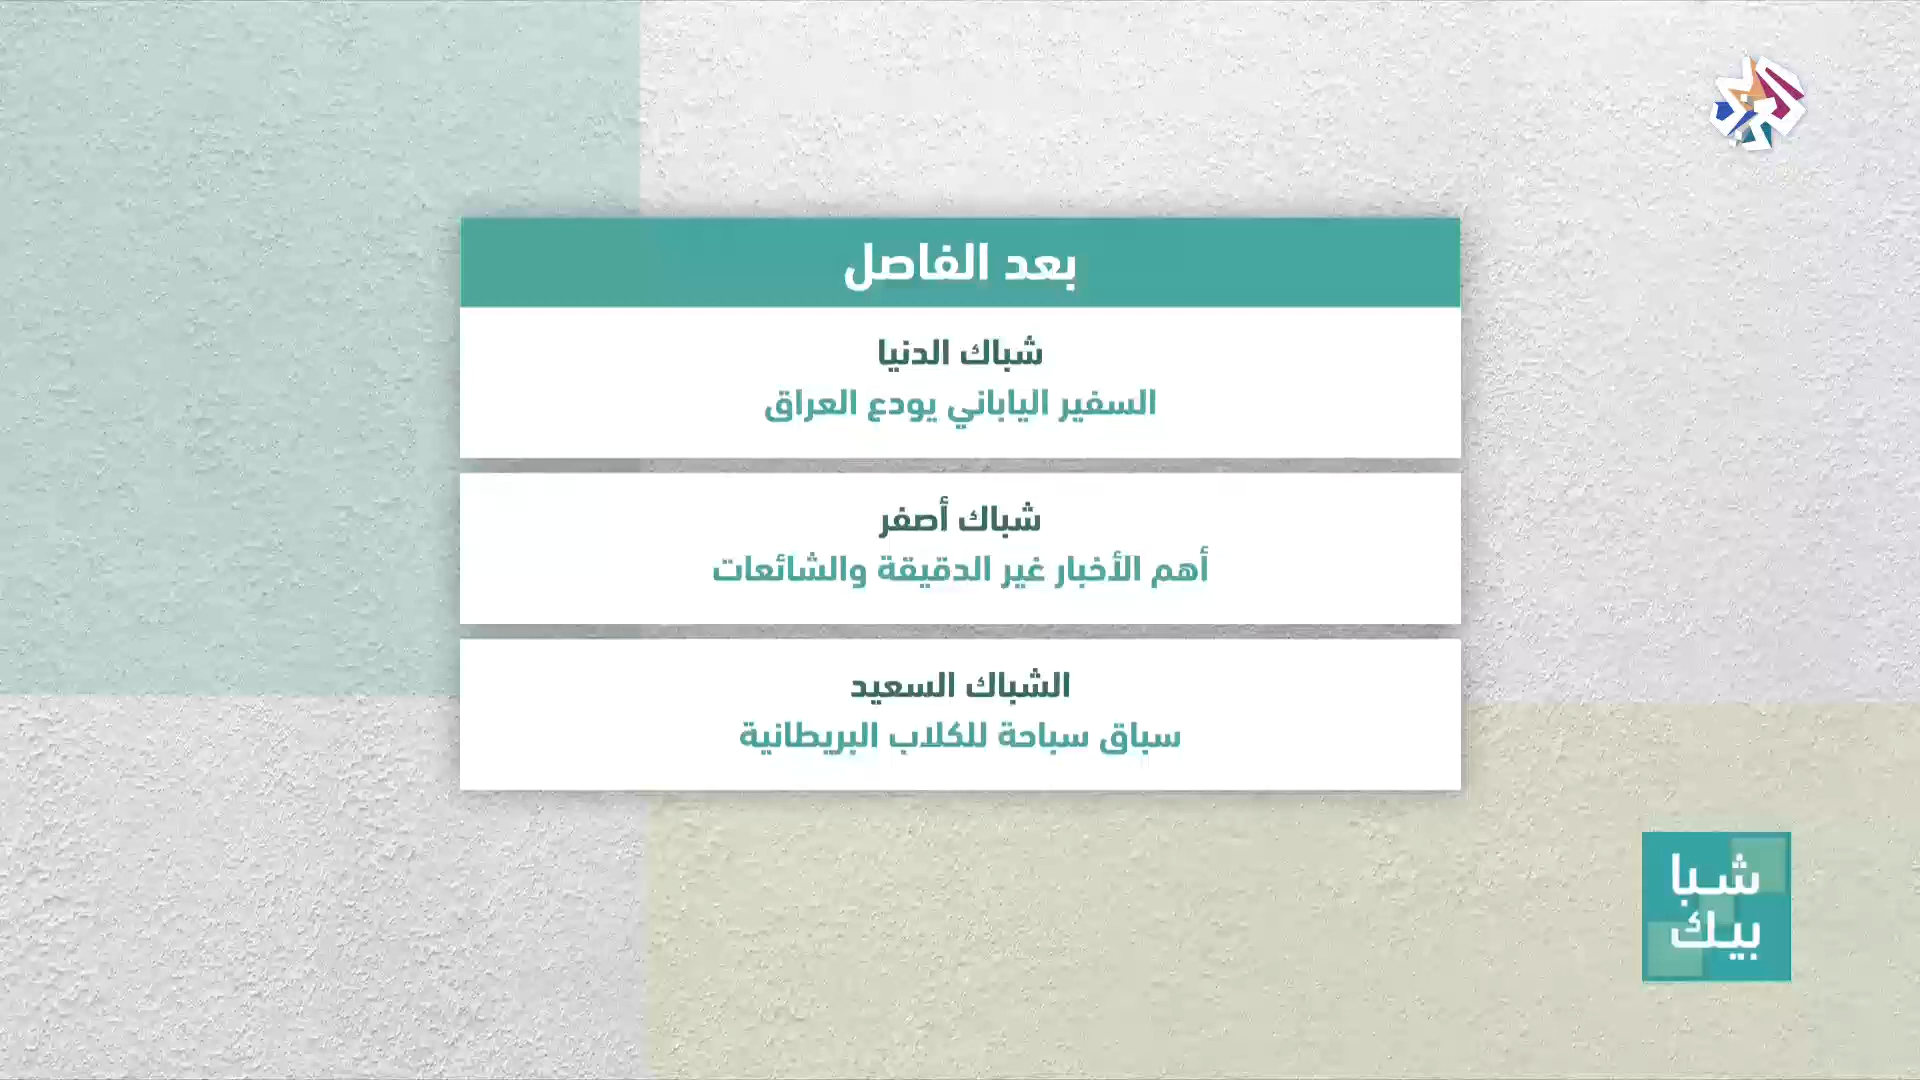 بعد الفاصل
شباك الدنيا
السفير الياباني يودع العراق
شباك أصفر
أهم الأخبار غير الدقيقة والشائعات
الشباك السعيد
سباق سباحة للكلاب البريطانية
شبا
بيك